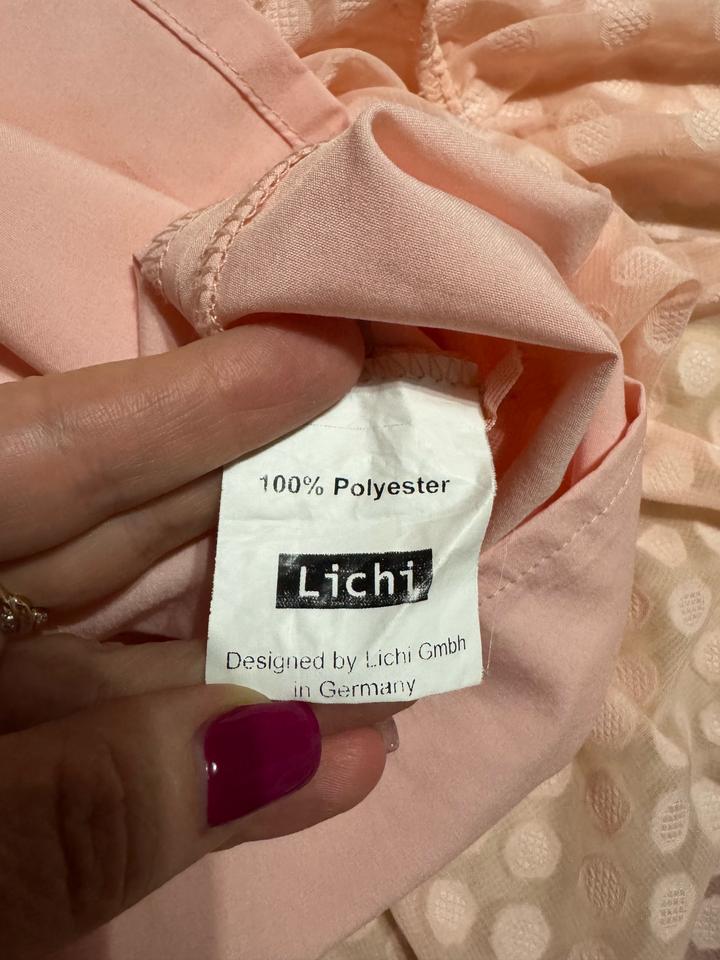 100% Polyester
Lichi
Designed by Lichi Gmbh
in Germany